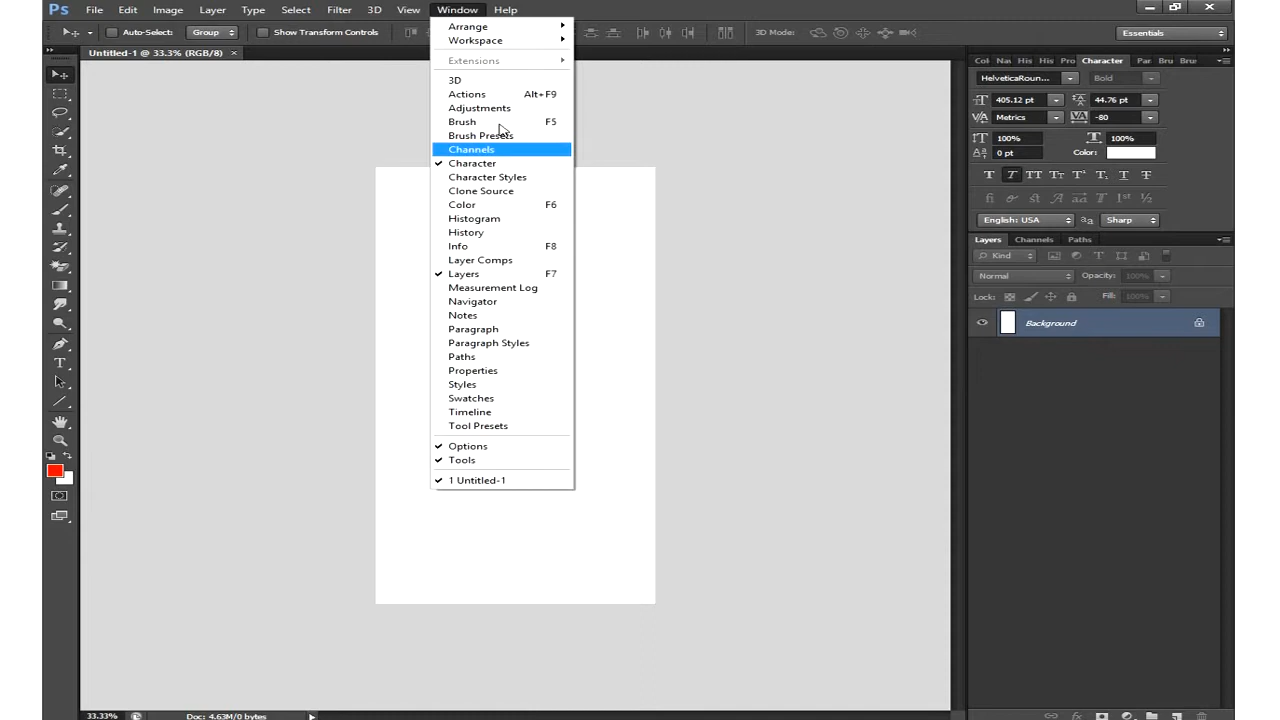 Ps File Edit Image Layer Type Select Filter 3D View Window Help
Auto-Select: Group Show Transform Controls 3D Mode: Essentials
Untitled-1 @ 33.3% (RGB/8) ×
Arrange
Workspace
Extensions
3D
Actions Alt+F9
Adjustments
Brush F5
Brush Presets
Channels
Character
Character Styles
Clone Source
Color F6
Histogram
History
Info F8
Layer Comps
Layers F7
Measurement Log
Navigator
Notes
Paragraph
Paragraph Styles
Paths
Properties
Styles
Swatches
Timeline
Tool Presets
Options
Tools
1 Untitled-1
Col Nav His His Pro Character Par Bru Brus
HelveticaRoun... Bold
405.12 pt 44.76 pt
Metrics -80
100% 100%
0 pt Color:
English: USA Sharp
Layers Channels Paths
Kind
Normal Opacity: 100%
Lock: Fill: 100%
Background
33.33% Doc: 4.63M/0 bytes